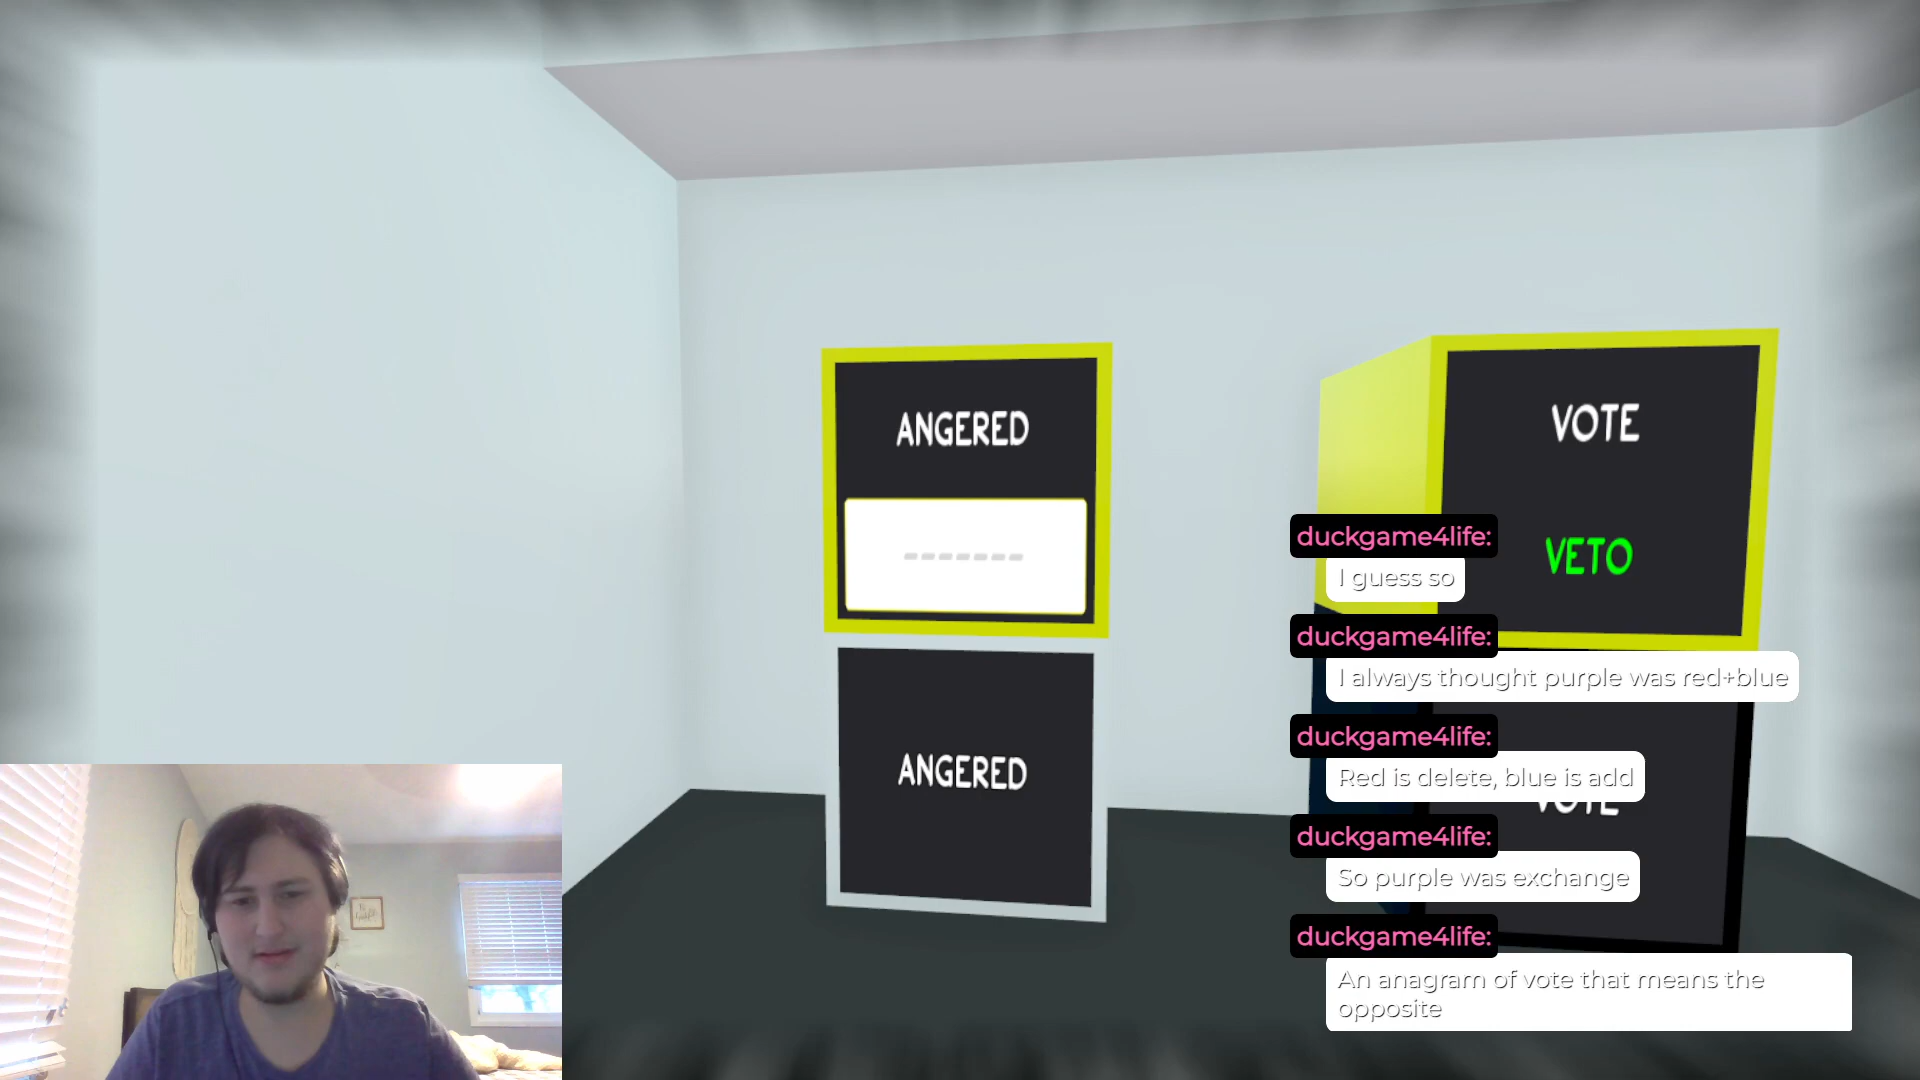 ANGERED
-------
ANGERED
VOTE
VETO
VOTE
duckgame4life:
I guess so
duckgame4life:
I always thought purple was red+blue
duckgame4life:
Red is delete, blue is add
duckgame4life:
So purple was exchange
duckgame4life:
An anagram of vote that means the
opposite